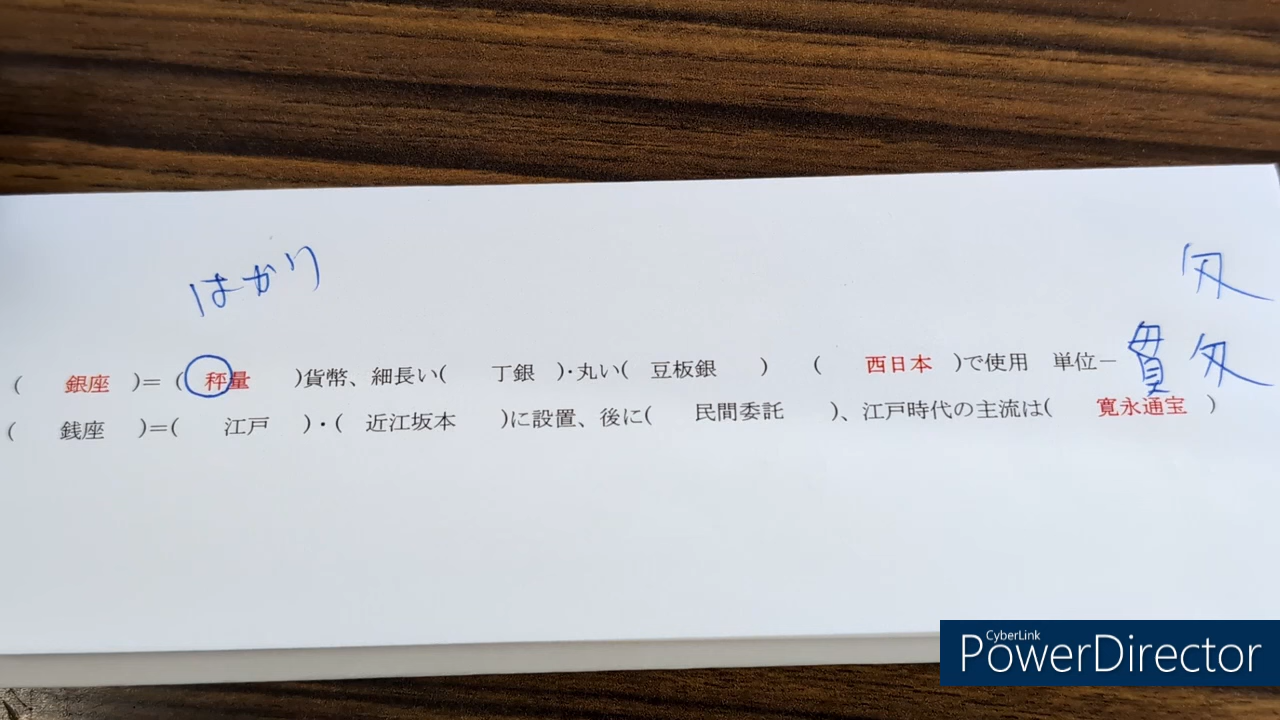 はかり
匁
( 銀座 )＝( 秤量 )貨幣、細長い( 丁銀 )・丸い( 豆板銀 ) ( 西日本 )で使用 単位－貫匁
( 銭座 )＝( 江戸 )・( 近江坂本 )に設置、後に( 民間委託 )、江戸時代の主流は( 寛永通宝 )
CyberLink
PowerDirector